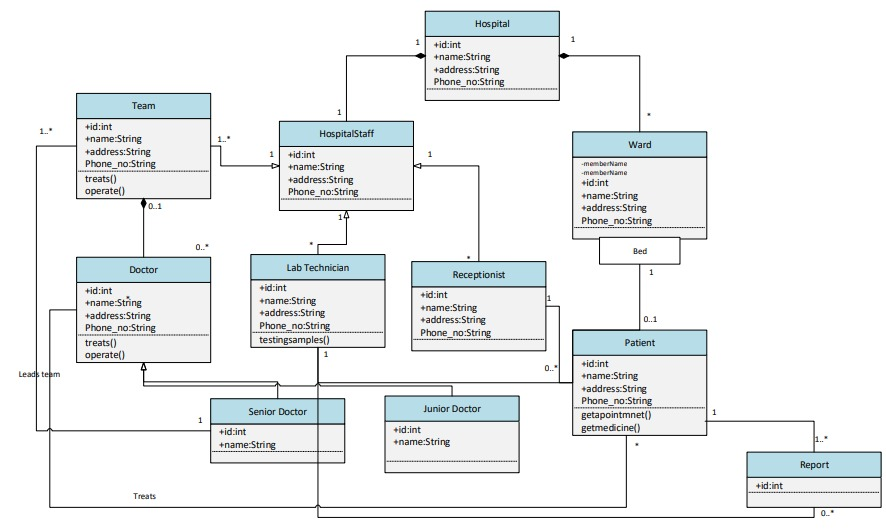 Hospital
+id:int
+name:String
+address:String
Phone_no:String
1
1
1
*
Team
+id:int
+name:String
+address:String
Phone_no:String
treats()
operate()
1..*
1..*
0..1
0..*
HospitalStaff
+id:int
+name:String
+address:String
Phone_no:String
1
1
1
Ward
-memberName
-memberName
+id:int
+name:String
+address:String
Phone_no:String
Bed
1
0..1
Doctor
+id:int
+name:String
+address:String
Phone_no:String
treats()
operate()
*
Lab Technician
+id:int
+name:String
+address:String
Phone_no:String
testingsamples()
*
1
Receptionist
+id:int
+name:String
+address:String
Phone_no:String
*
1
0..*
Patient
+id:int
+name:String
+address:String
Phone_no:String
getapointmnet()
getmedicine()
1
*
Leads team
Senior Doctor
+id:int
+name:String
1
Junior Doctor
+id:int
+name:String
1..*
Report
+id:int
0..*
Treats